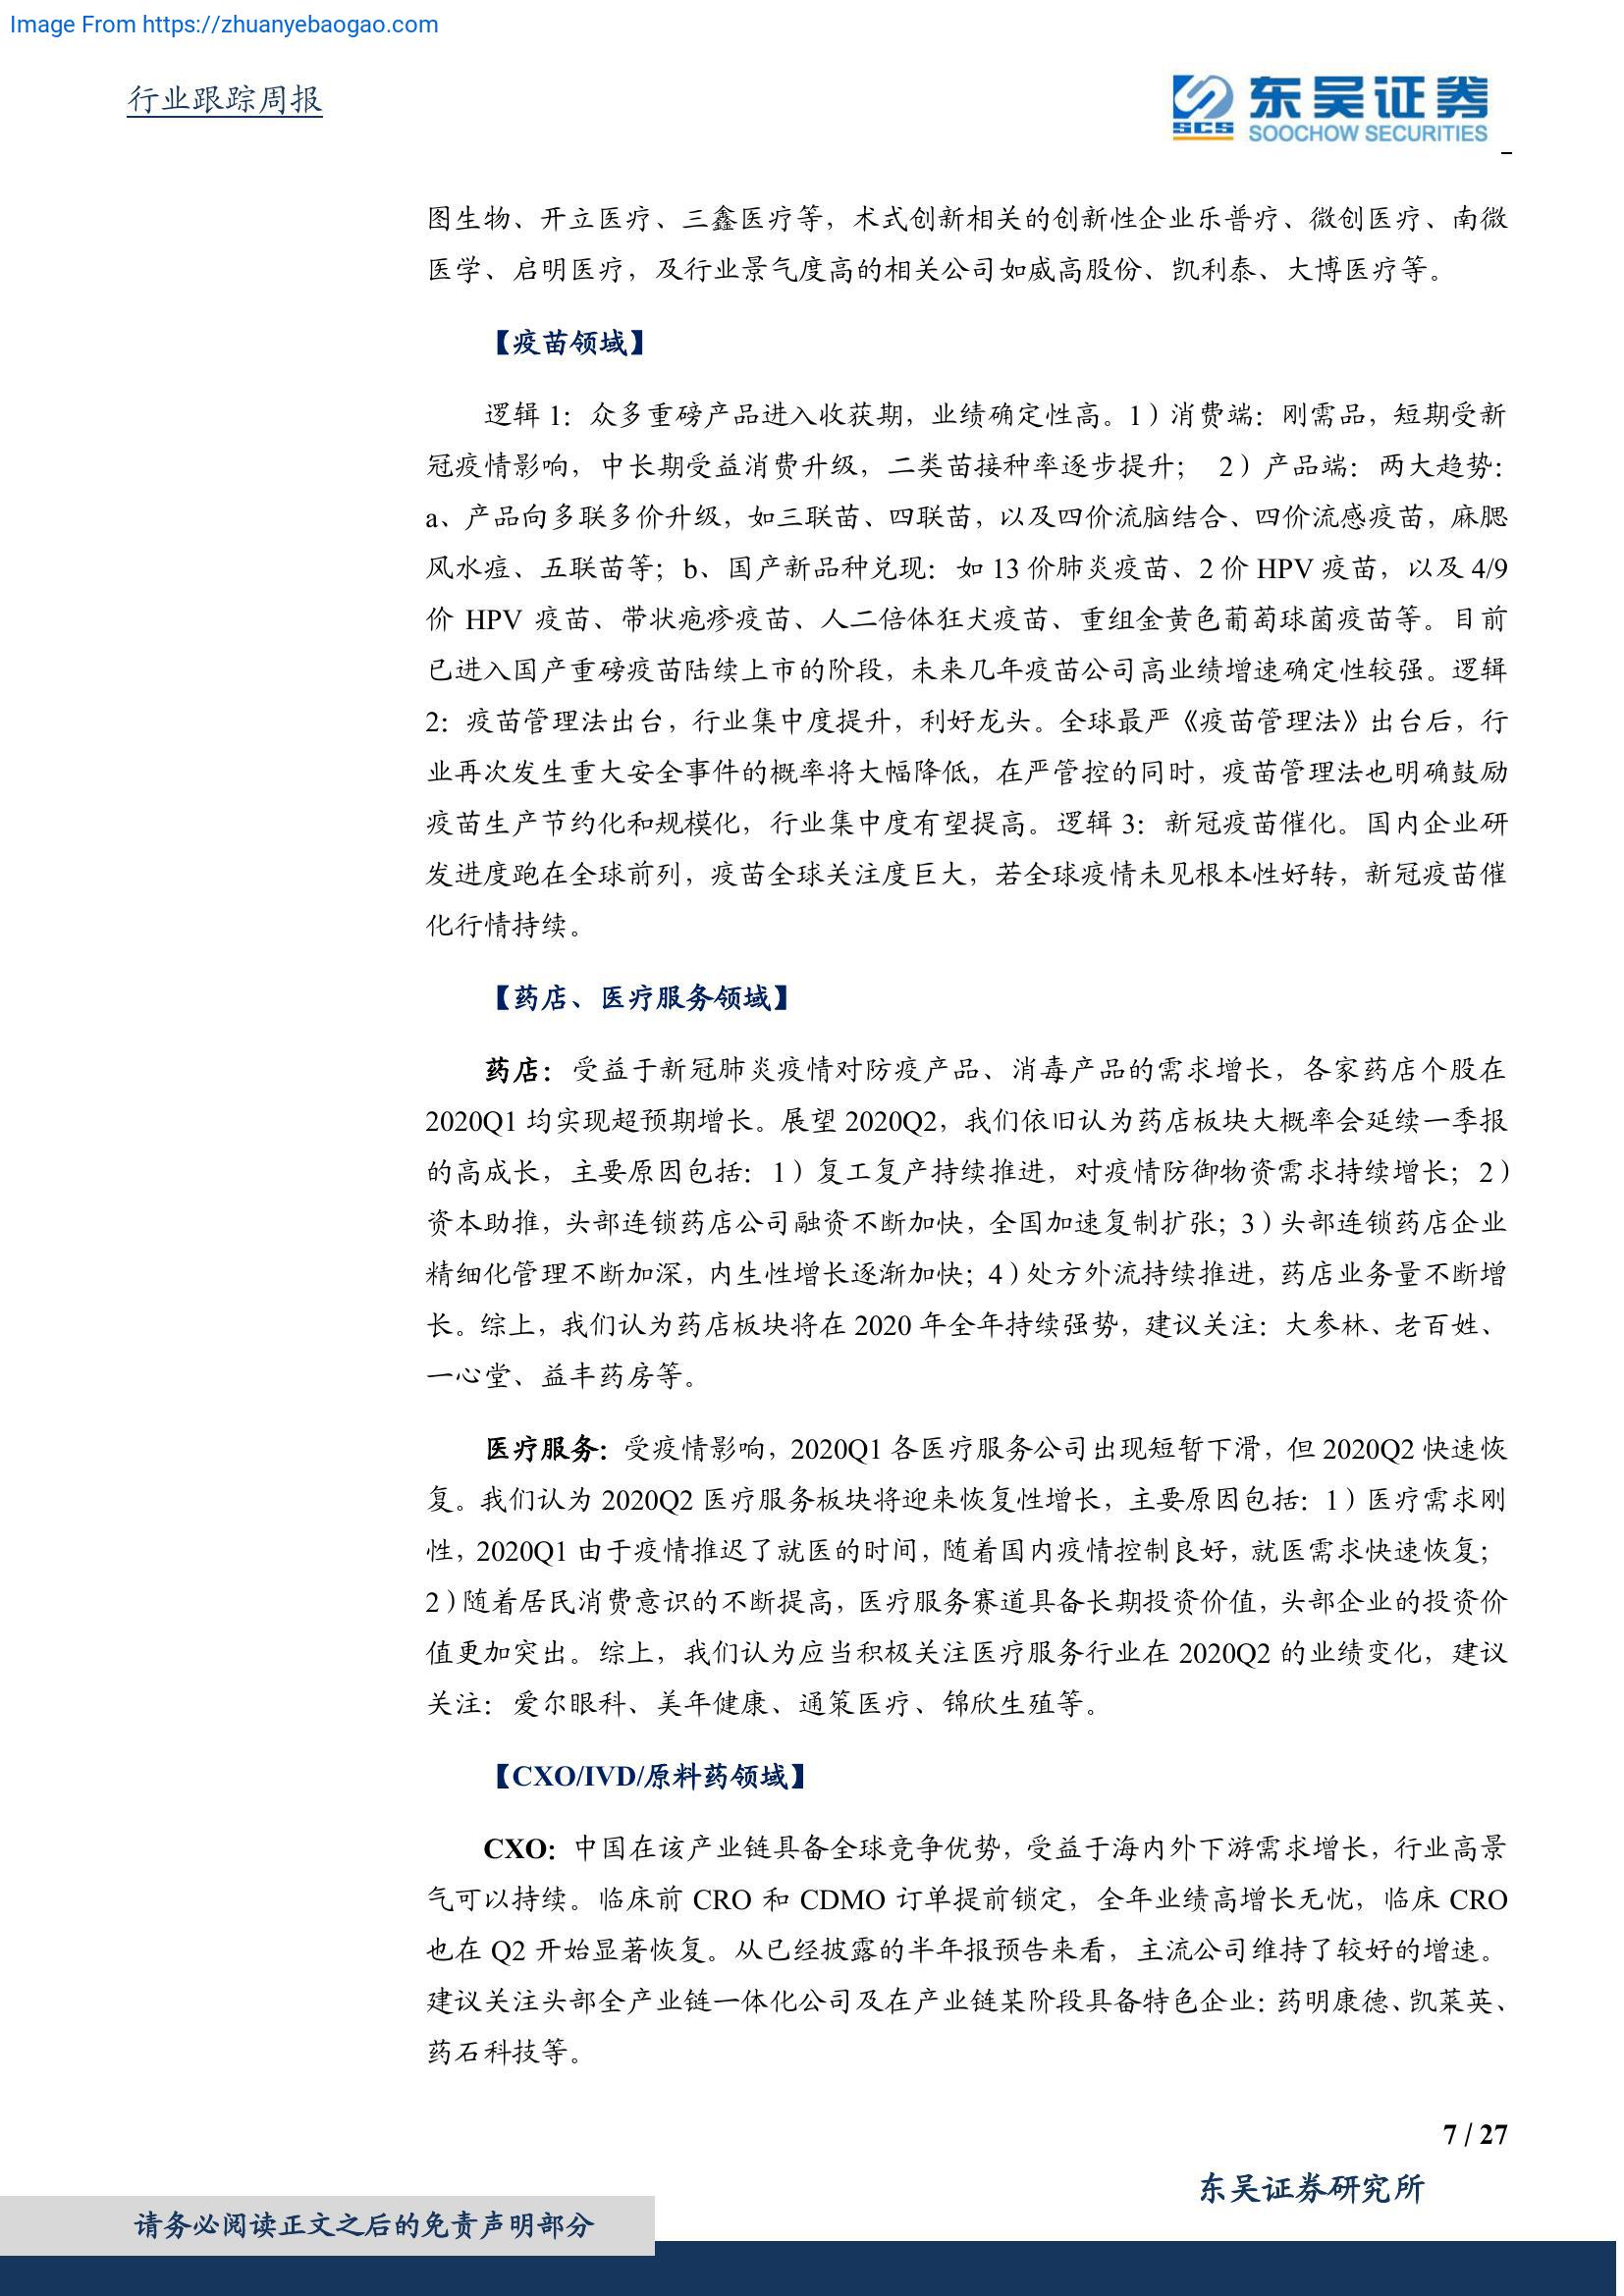 Image From https://zhuanyebaogao.com
行业跟踪周报
东吴证券
SCS
SOOCHOW SECURITIES
图生物、开立医疗、三鑫医疗等，术式创新相关的创新性企业乐普疗、微创医疗、南微
医学、启明医疗，及行业景气度高的相关公司如威高股份、凯利泰、大博医疗等。
【疫苗领域】
逻辑 1：众多重磅产品进入收获期，业绩确定性高。1）消费端：刚需品，短期受新
冠疫情影响，中长期受益消费升级，二类苗接种率逐步提升； 2）产品端：两大趋势：
a、产品向多联多价升级，如三联苗、四联苗，以及四价流脑结合、四价流感疫苗，麻腮
风水痘、五联苗等；b、国产新品种兑现：如 13 价肺炎疫苗、2 价 HPV 疫苗，以及 4/9
价 HPV 疫苗、带状疱疹疫苗、人二倍体狂犬疫苗、重组金黄色葡萄球菌疫苗等。目前
已进入国产重磅疫苗陆续上市的阶段，未来几年疫苗公司高业绩增速确定性较强。逻辑
2：疫苗管理法出台，行业集中度提升，利好龙头。全球最严《疫苗管理法》出台后，行
业再次发生重大安全事件的概率将大幅降低，在严管控的同时，疫苗管理法也明确鼓励
疫苗生产节约化和规模化，行业集中度有望提高。逻辑 3：新冠疫苗催化。国内企业研
发进度跑在全球前列，疫苗全球关注度巨大，若全球疫情未见根本性好转，新冠疫苗催
化行情持续。
【药店、医疗服务领域】
药店：受益于新冠肺炎疫情对防疫产品、消毒产品的需求增长，各家药店个股在
2020Q1 均实现超预期增长。展望 2020Q2，我们依旧认为药店板块大概率会延续一季报
的高成长，主要原因包括：1）复工复产持续推进，对疫情防御物资需求持续增长；2）
资本助推，头部连锁药店公司融资不断加快，全国加速复制扩张；3）头部连锁药店企业
精细化管理不断加深，内生性增长逐渐加快；4）处方外流持续推进，药店业务量不断增
长。综上，我们认为药店板块将在 2020 年全年持续强势，建议关注：大参林、老百姓、
一心堂、益丰药房等。
医疗服务：受疫情影响，2020Q1 各医疗服务公司出现短暂下滑，但 2020Q2 快速恢
复。我们认为 2020Q2 医疗服务板块将迎来恢复性增长，主要原因包括：1）医疗需求刚
性，2020Q1 由于疫情推迟了就医的时间，随着国内疫情控制良好，就医需求快速恢复；
2）随着居民消费意识的不断提高，医疗服务赛道具备长期投资价值，头部企业的投资价
值更加突出。综上，我们认为应当积极关注医疗服务行业在 2020Q2 的业绩变化，建议
关注：爱尔眼科、美年健康、通策医疗、锦欣生殖等。
【CXO/IVD/原料药领域】
CXO：中国在该产业链具备全球竞争优势，受益于海内外下游需求增长，行业高景
气可以持续。临床前 CRO 和 CDMO 订单提前锁定，全年业绩高增长无忧，临床 CRO
也在 Q2 开始显著恢复。从已经披露的半年报预告来看，主流公司维持了较好的增速。
建议关注头部全产业链一体化公司及在产业链某阶段具备特色企业：药明康德、凯莱英、
药石科技等。
7 / 27
东吴证券研究所
请务必阅读正文之后的免责声明部分